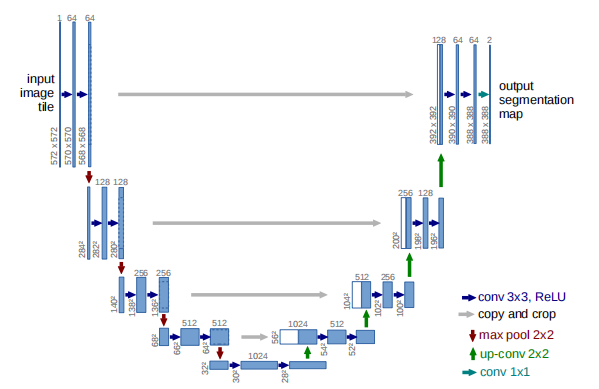 1 64 64
input
image
tile
572 x 572
570 x 570
568 x 568
128 64 64 2
output
segmentation
map
392 x 392
390 x 390
388 x 388
388 x 388
128 128
284²
282²
280²
256 128
200²
198²
196²
256 256
140²
138²
136²
512 256
104²
102²
100²
512 512
68²
66²
64²
1024 512
56²
54²
52²
1024
32²
30²
28²
conv 3x3, ReLU
copy and crop
max pool 2x2
up-conv 2x2
conv 1x1